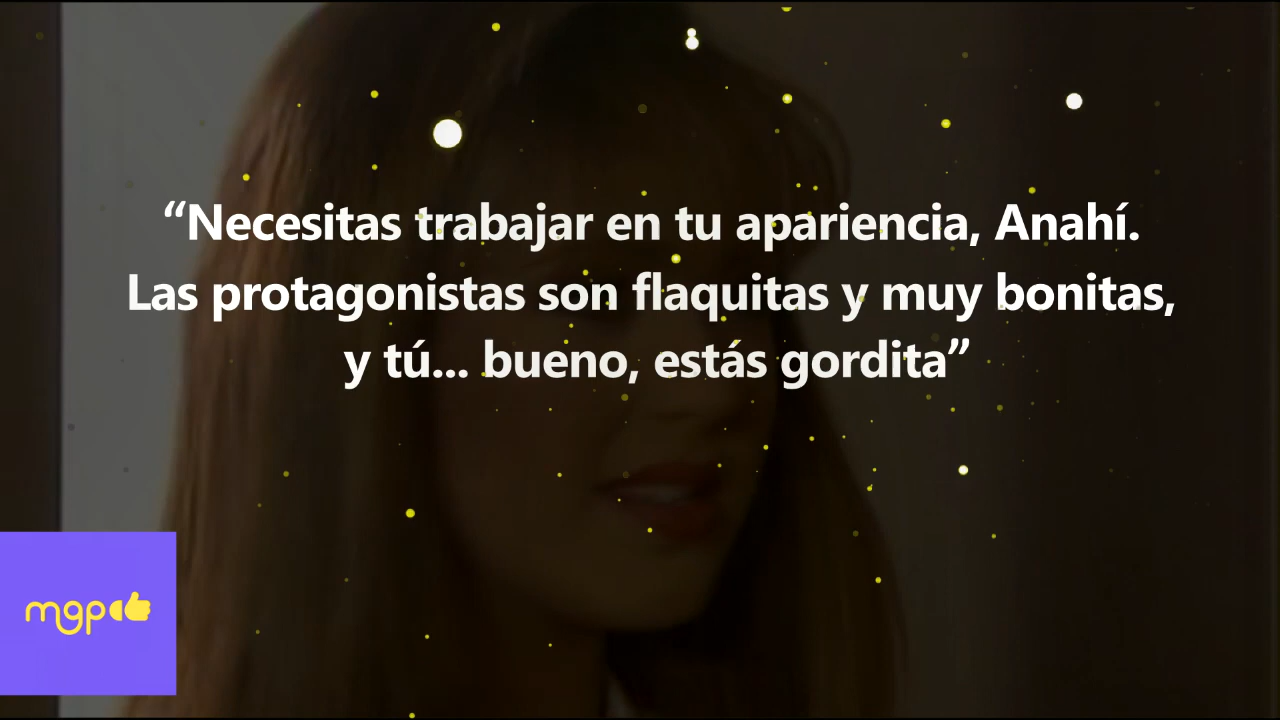 “Necesitas trabajar en tu apariencia, Anahí.
Las protagonistas son flaquitas y muy bonitas,
y tú... bueno, estás gordita”
mgp